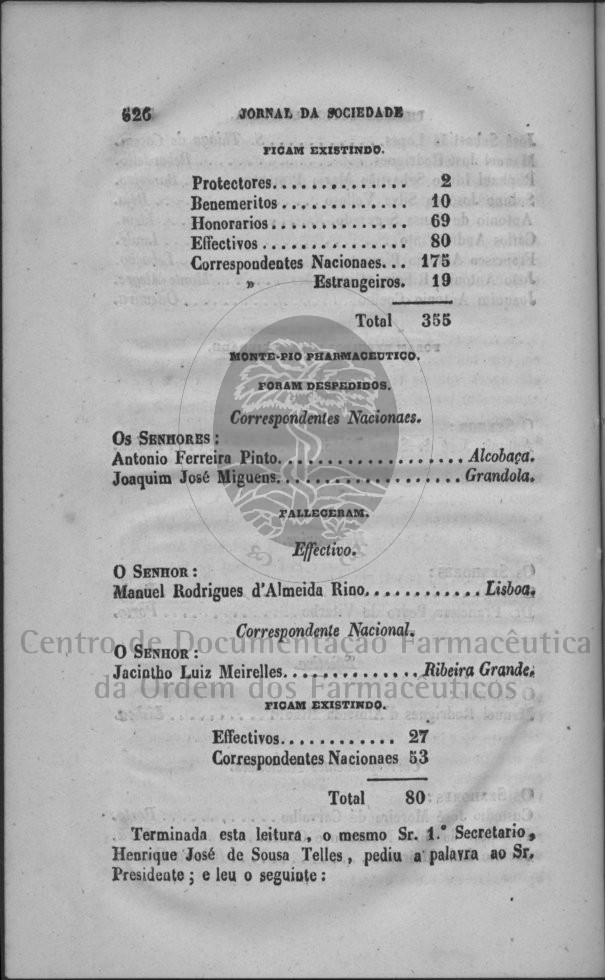 626 JORNAL DA SOCIEDADE
FICAM EXISTINDO.
Protectores.............. 2
Benemeritos............. 10
Honorarios.............. 69
Effectivos............... 80
Correspondentes Nacionaes... 175
» Estrangeiros. 19
Total 355
MONTE-PIO PHARMACEUTICO.
FORAM DESPEDIDOS.
Correspondentes Nacionaes.
OS SENHORES:
Antonio Ferreira Pinto................... Alcobaça.
Joaquim José Miguens................... Grandola.
FALLECERAM.
Effectivo.
O SENHOR:
Manuel Rodrigues d'Almeida Rino............ Lisboa.
Correspondente Nacional.
Centro de Documentação Farmacêutica
O SENHOR:
Jacintho Luiz Meirelles.............. Ribeira Grande.
da Ordem dos Farmacêuticos
FICAM EXISTINDO.
Effectivos............ 27
Correspondentes Nacionaes 53
Total 80
Terminada esta leitura, o mesmo Sr. 1.º Secretario,
Henrique José de Sousa Telles, pediu a palavra ao Sr.
Presidente; e leu o seguinte: